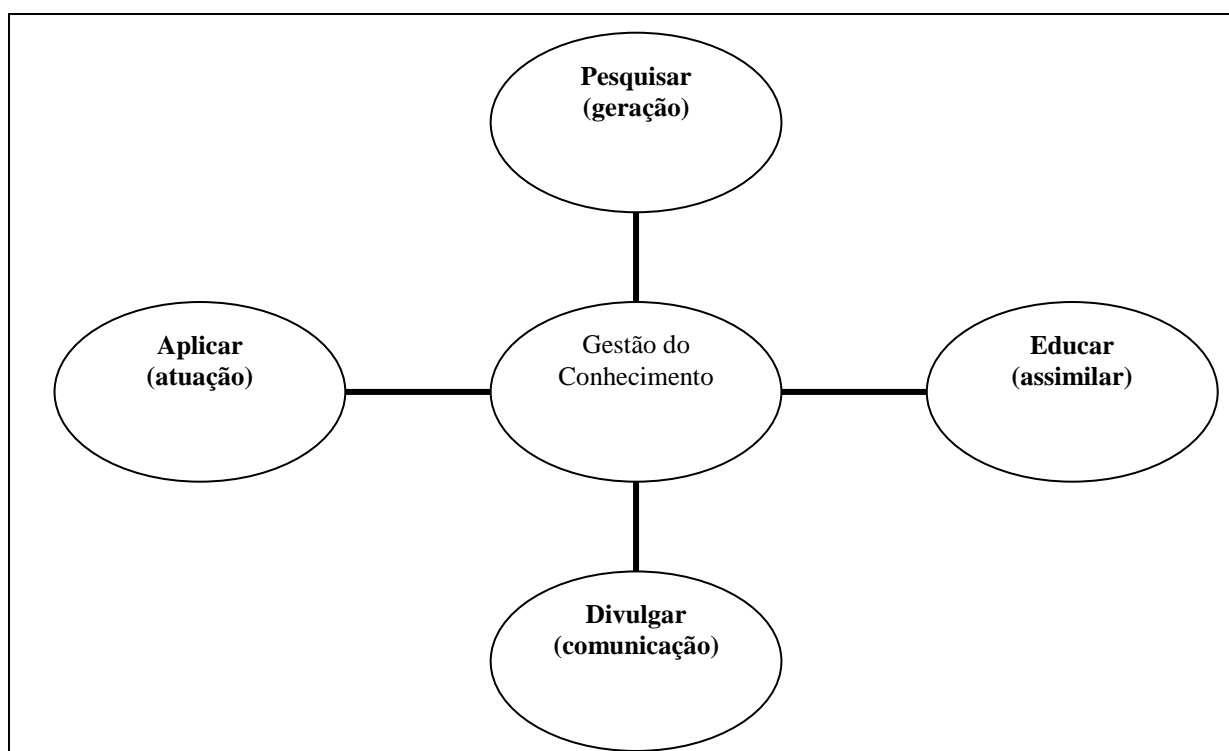 Pesquisar
(geração)
Aplicar
(atuação)
Gestão do
Conhecimento
Educar
(assimilar)
Divulgar
(comunicação)